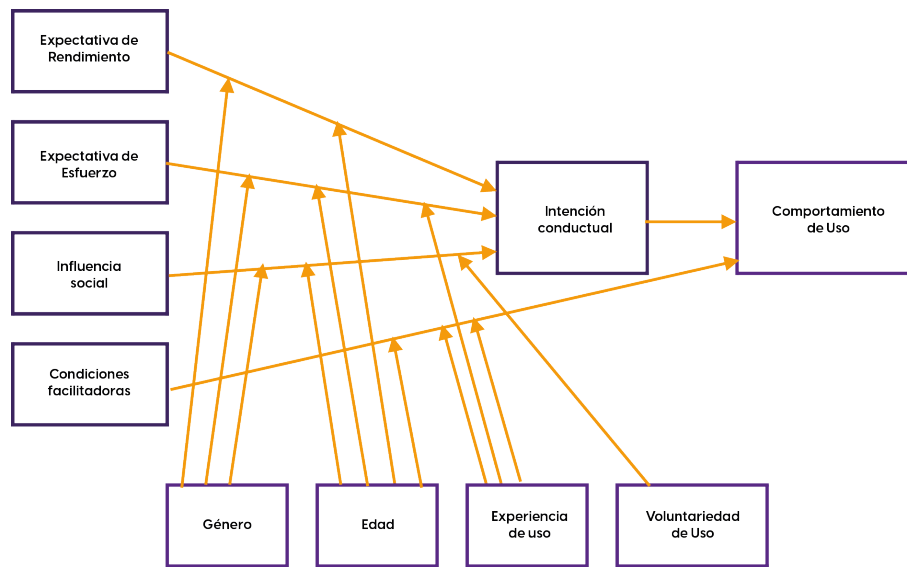 Expectativa de
Rendimiento
Expectativa de
Esfuerzo
Influencia
social
Condiciones
facilitadoras
Intención
conductual
Comportamiento
de Uso
Género
Edad
Experiencia
de uso
Voluntariedad
de Uso